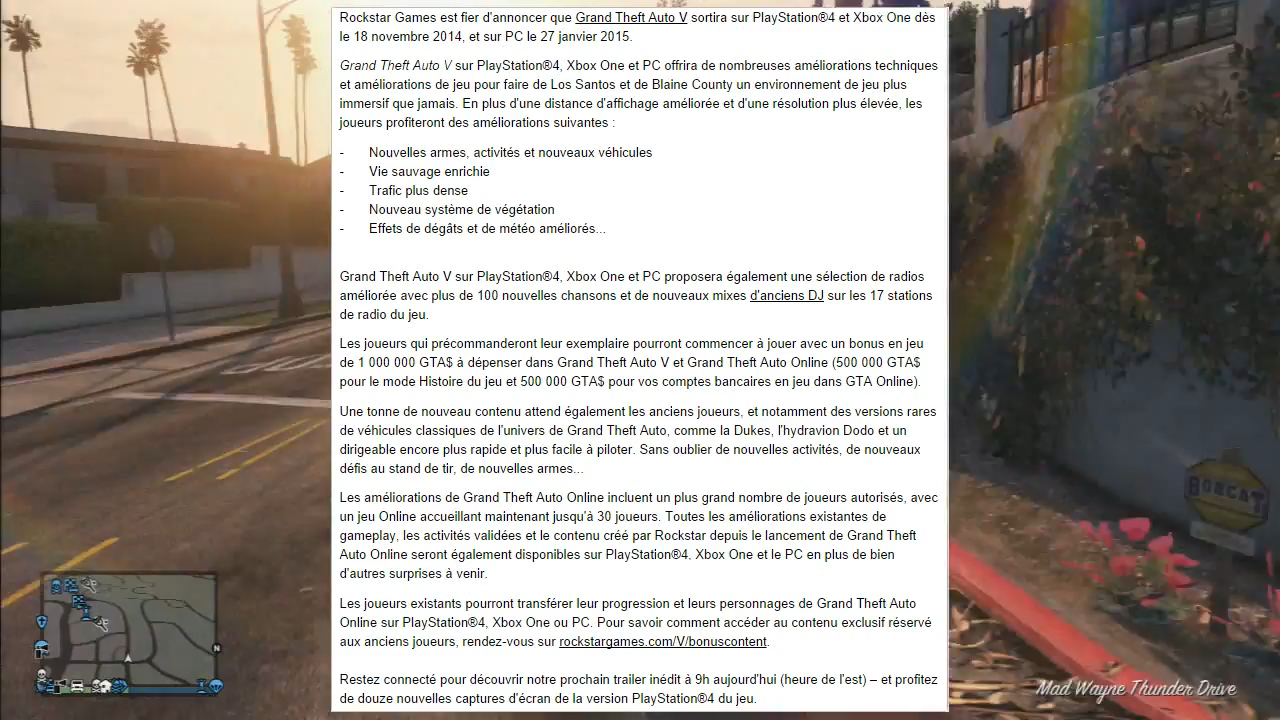 Rockstar Games est fier d'annoncer que Grand Theft Auto V sortira sur PlayStation®4 et Xbox One dès
le 18 novembre 2014, et sur PC le 27 janvier 2015.
Grand Theft Auto V sur PlayStation®4, Xbox One et PC offrira de nombreuses améliorations techniques
et améliorations de jeu pour faire de Los Santos et de Blaine County un environnement de jeu plus
immersif que jamais. En plus d'une distance d'affichage améliorée et d'une résolution plus élevée, les
joueurs profiteront des améliorations suivantes :
- Nouvelles armes, activités et nouveaux véhicules
- Vie sauvage enrichie
- Trafic plus dense
- Nouveau système de végétation
- Effets de dégâts et de météo améliorés...
Grand Theft Auto V sur PlayStation®4, Xbox One et PC proposera également une sélection de radios
améliorée avec plus de 100 nouvelles chansons et de nouveaux mixes d'anciens DJ sur les 17 stations
de radio du jeu.
Les joueurs qui précommanderont leur exemplaire pourront commencer à jouer avec un bonus en jeu
de 1 000 000 GTA$ à dépenser dans Grand Theft Auto V et Grand Theft Auto Online (500 000 GTA$
pour le mode Histoire du jeu et 500 000 GTA$ pour vos comptes bancaires en jeu dans GTA Online).
Une tonne de nouveau contenu attend également les anciens joueurs, et notamment des versions rares
de véhicules classiques de l'univers de Grand Theft Auto, comme la Dukes, l'hydravion Dodo et un
dirigeable encore plus rapide et plus facile à piloter. Sans oublier de nouvelles activités, de nouveaux
défis au stand de tir, de nouvelles armes...
Les améliorations de Grand Theft Auto Online incluent un plus grand nombre de joueurs autorisés, avec
un jeu Online accueillant maintenant jusqu'à 30 joueurs. Toutes les améliorations existantes de
gameplay, les activités validées et le contenu créé par Rockstar depuis le lancement de Grand Theft
Auto Online seront également disponibles sur PlayStation®4, Xbox One et le PC en plus de bien
d'autres surprises à venir.
Les joueurs existants pourront transférer leur progression et leurs personnages de Grand Theft Auto
Online sur PlayStation®4, Xbox One ou PC. Pour savoir comment accéder au contenu exclusif réservé
aux anciens joueurs, rendez-vous sur rockstargames.com/V/bonuscontent.
Restez connecté pour découvrir notre prochain trailer inédit à 9h aujourd'hui (heure de l'est) – et profitez
de douze nouvelles captures d'écran de la version PlayStation®4 du jeu.
BOBCAT
N
Mad Wayne Thunder Drive